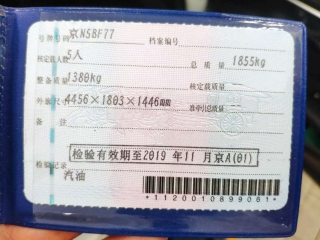 号牌号码 京N5BF77 档案编号
核定载人数 5人 总质量 1855kg
整备质量 1380kg 核定载质量
外廓尺寸 4456×1803×1446mm 准牵引总质量
备注
检验有效期至2019 年11 月京A(01)
检验记录
汽油
*1120010899061*